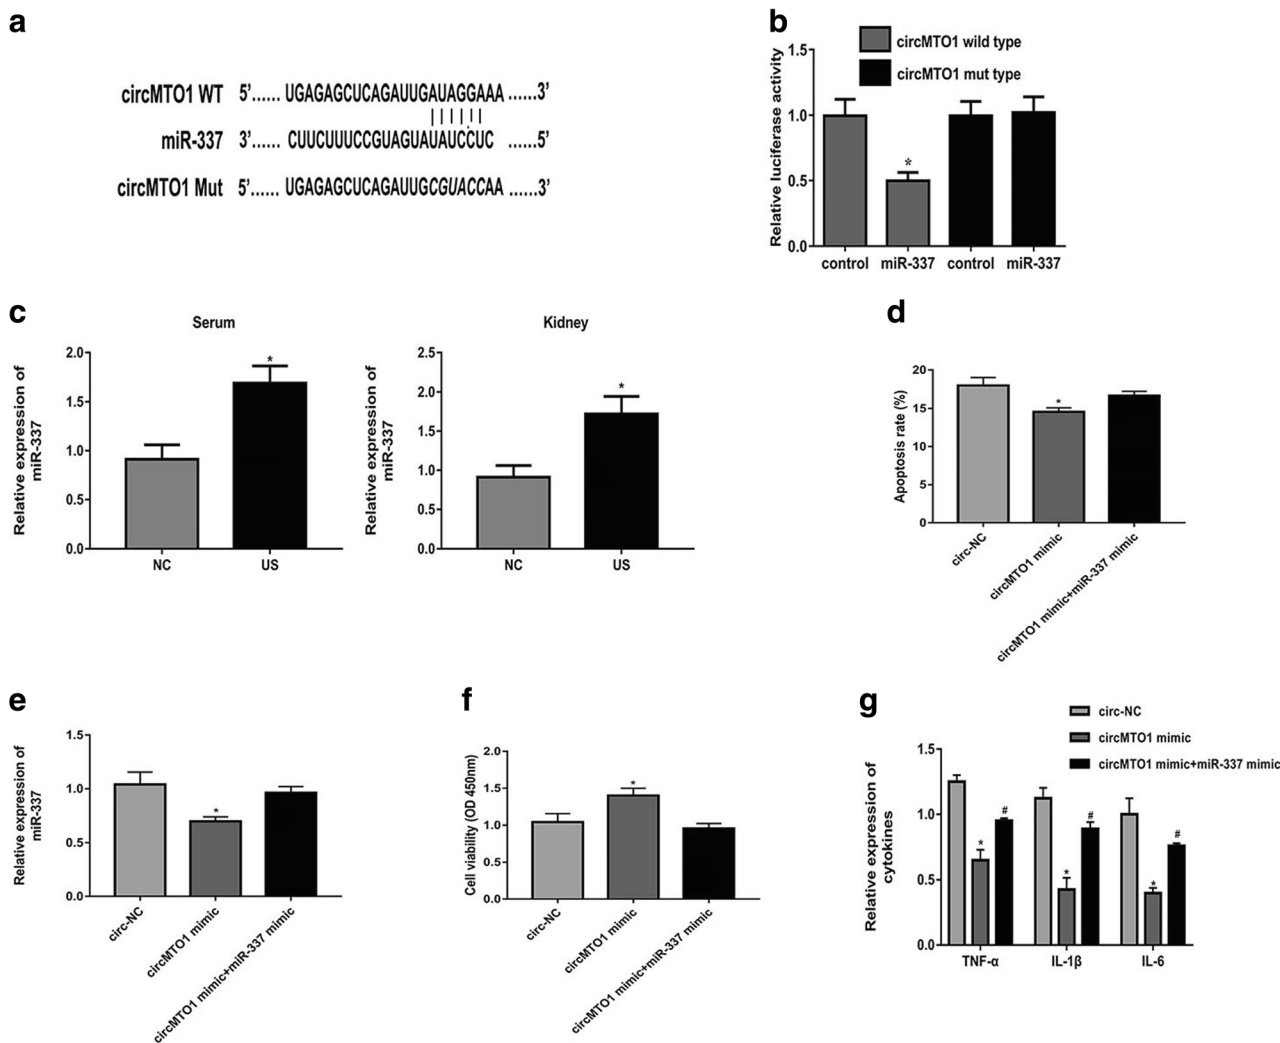 a
circMTO1 WT 5’...... UGAGAGCUCAGAUUGAUAGGAAA ......3’
miR-337 3’...... CUUCUUUCCGUAGUAUAUCCUC ......5’
circMTO1 Mut 5’...... UGAGAGCUCAGAUUGCGUACCAA ......3’
b
circMTO1 wild type
circMTO1 mut type
Relative luciferase activity
1.5
1.0
0.5
0.0
*
control miR-337 control miR-337
c
Serum
Relative expression of
miR-337
2.0
1.5
1.0
0.5
0.0
*
NC US
Kidney
Relative expression of
miR-337
2.5
2.0
1.5
1.0
0.5
0.0
*
NC US
d
Apoptosis rate (%)
20
15
10
5
0
*
circ-NC
circMTO1 mimic
circMTO1 mimic+miR-337 mimic
e
Relative expression of
miR-337
1.5
1.0
0.5
0.0
*
circ-NC
circMTO1 mimic
circMTO1 mimic+miR-337 mimic
f
Cell viability (OD 450nm)
2.0
1.5
1.0
0.5
0.0
*
circ-NC
circMTO1 mimic
circMTO1 mimic+miR-337 mimic
g
circ-NC
circMTO1 mimic
circMTO1 mimic+miR-337 mimic
Relative expression of
cytokines
1.5
1.0
0.5
0.0
* # * # * #
TNF-α IL-1β IL-6